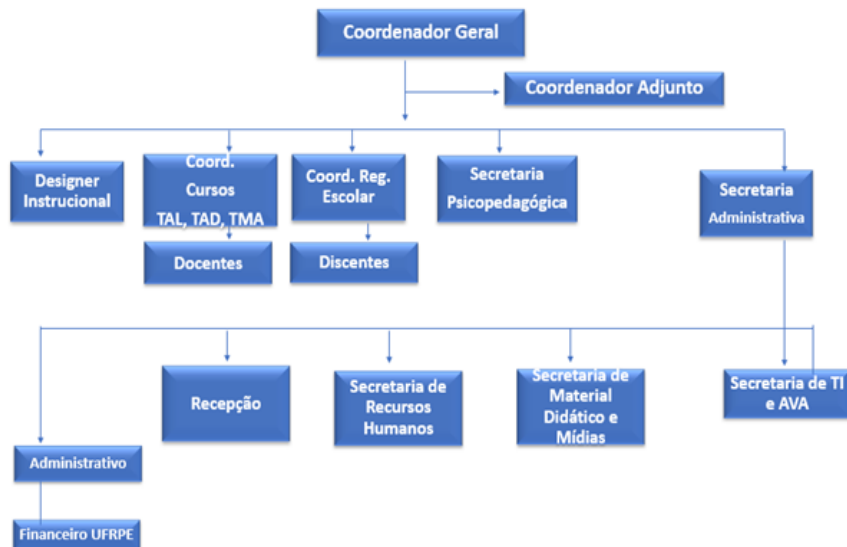 Coordenador Geral
Coordenador Adjunto
Designer
Instrucional
Coord.
Cursos
TAL, TAD, TMA
Coord. Reg.
Escolar
Secretaria
Psicopedagógica
Secretaria
Administrativa
Docentes
Discentes
Recepção
Secretaria de
Recursos
Humanos
Secretaria de
Material
Didático e
Mídias
Secretaria de TI
e AVA
Administrativo
Financeiro UFRPE